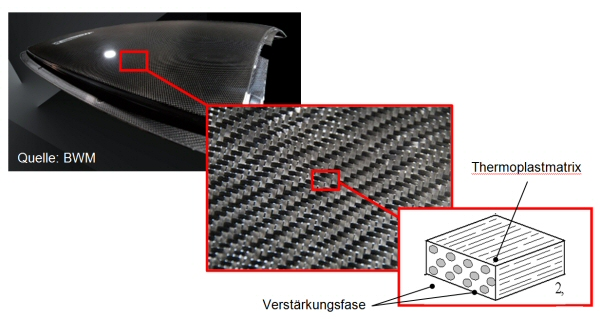 Quelle: BWM
Thermoplastmatrix
2,
Verstärkungsfase